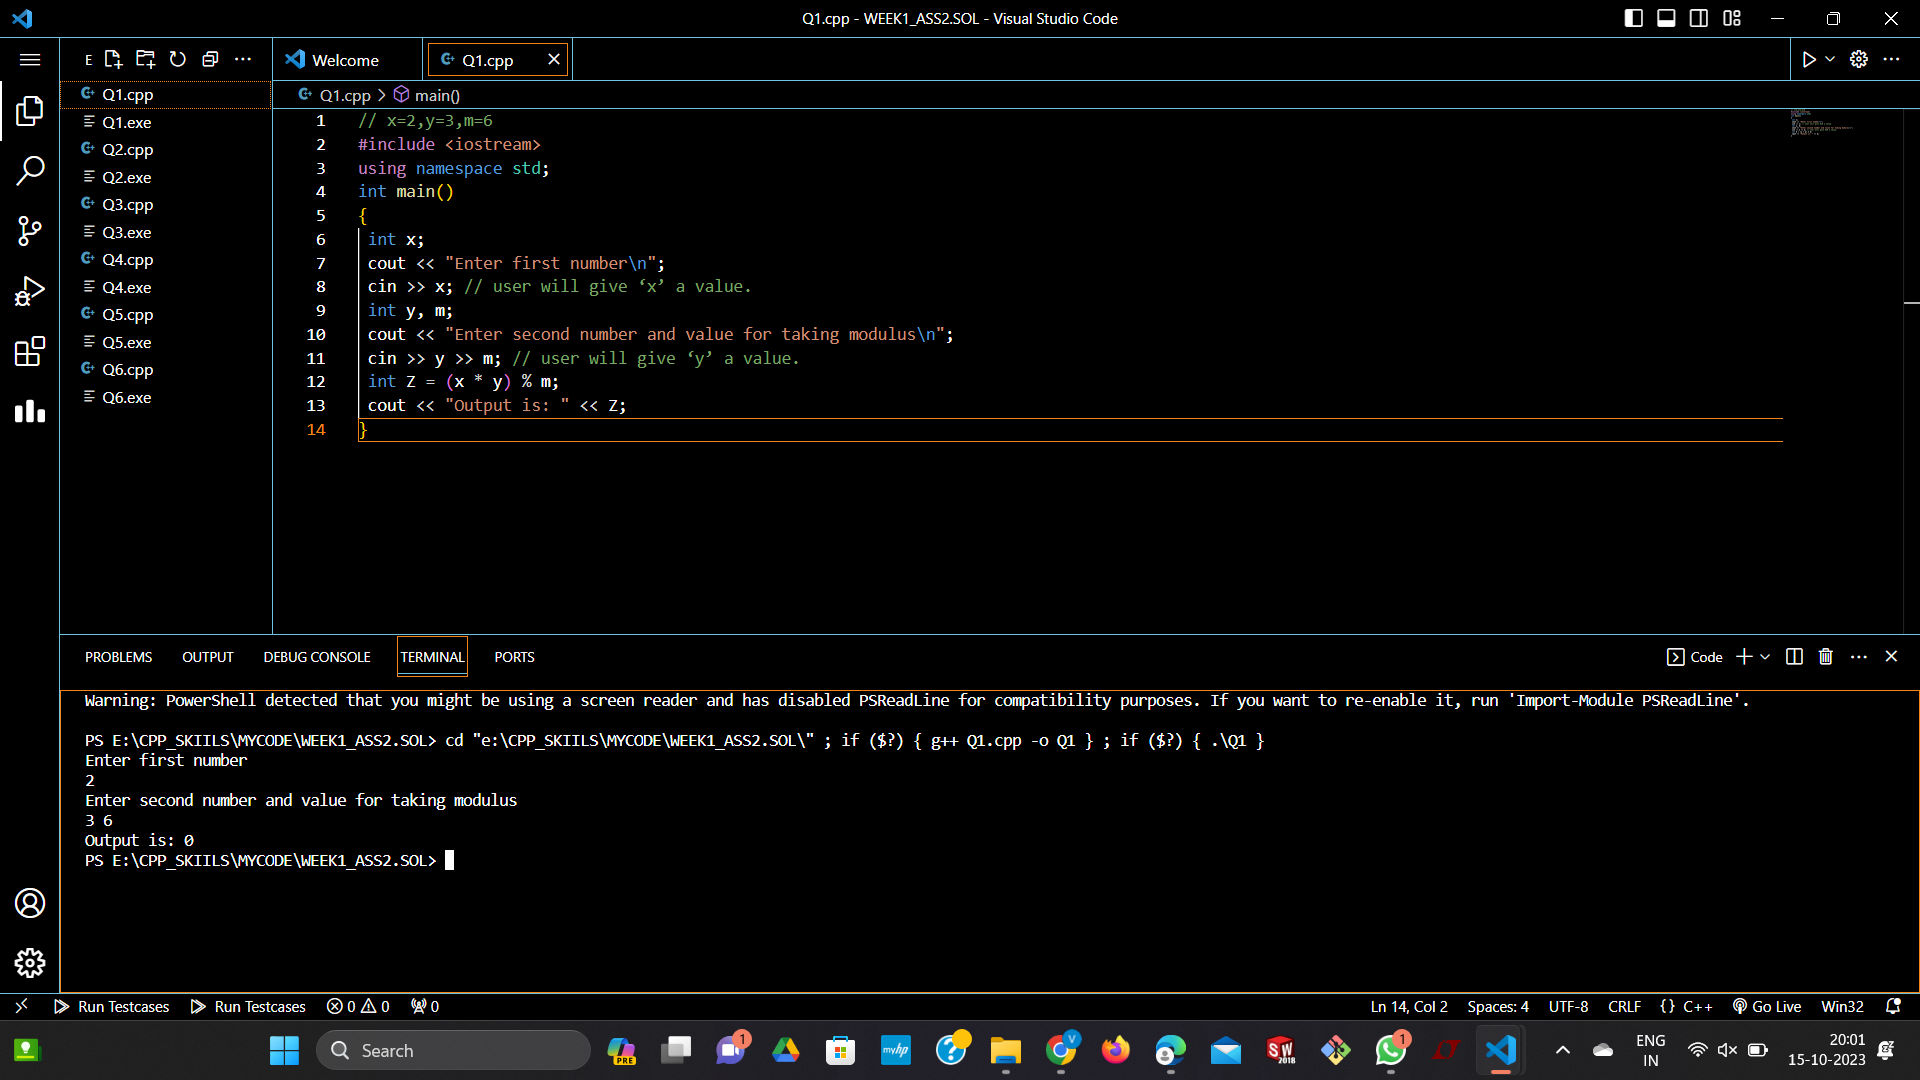 Q1.cpp - WEEK1_ASS2.SOL - Visual Studio Code
E
Welcome
Q1.cpp
Q1.cpp > main()
Q1.cpp
Q1.exe
Q2.cpp
Q2.exe
Q3.cpp
Q3.exe
Q4.cpp
Q4.exe
Q5.cpp
Q5.exe
Q6.cpp
Q6.exe
1 // x=2,y=3,m=6
2 #include <iostream>
3 using namespace std;
4 int main()
5 {
6 int x;
7 cout << "Enter first number\n";
8 cin >> x; // user will give ‘x’ a value.
9 int y, m;
10 cout << "Enter second number and value for taking modulus\n";
11 cin >> y >> m; // user will give ‘y’ a value.
12 int Z = (x * y) % m;
13 cout << "Output is: " << Z;
14 }
PROBLEMS OUTPUT DEBUG CONSOLE TERMINAL PORTS
Code
Warning: PowerShell detected that you might be using a screen reader and has disabled PSReadLine for compatibility purposes. If you want to re-enable it, run 'Import-Module PSReadLine'.
PS E:\CPP_SKIILS\MYCODE\WEEK1_ASS2.SOL> cd "e:\CPP_SKIILS\MYCODE\WEEK1_ASS2.SOL\" ; if ($?) { g++ Q1.cpp -o Q1 } ; if ($?) { .\Q1 }
Enter first number
2
Enter second number and value for taking modulus
3 6
Output is: 0
PS E:\CPP_SKIILS\MYCODE\WEEK1_ASS2.SOL>
Run Testcases Run Testcases 0 0 0
Ln 14, Col 2 Spaces: 4 UTF-8 CRLF {} C++ Go Live Win32
Search
PRE
1
myhp
?
V
SW
2018
1
ENG
IN
20:01
15-10-2023